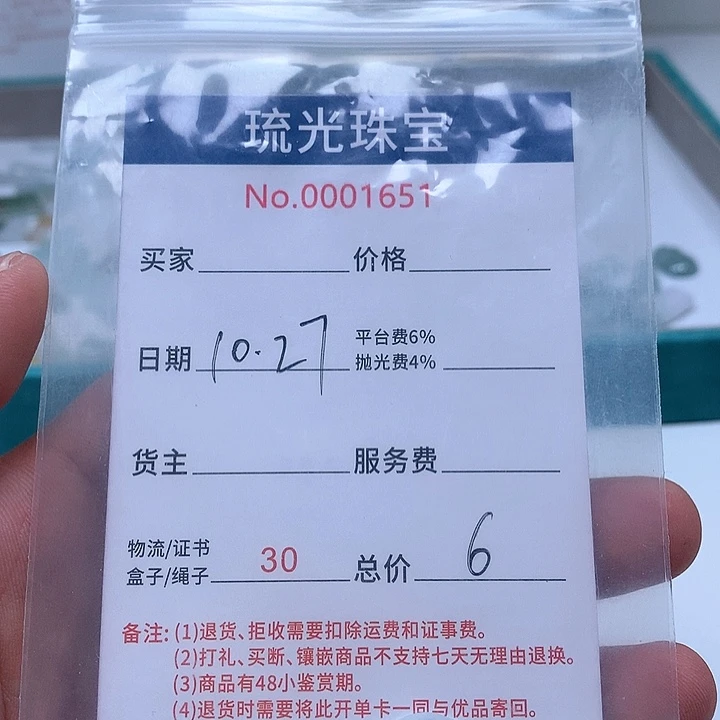 琉光珠宝
No.0001651
买家 价格
日期 10.27 平台费6% 抛光费4%
货主 服务费
物流/证书 盒子/绳子 30 总价 6
备注: (1)退货、拒收需要扣除运费和证事费。
(2)打礼、买断、镶嵌商品不支持七天无理由退换。
(3)商品有48小鉴赏期。
(4)退货时需要将此开单卡一同与优品寄回。